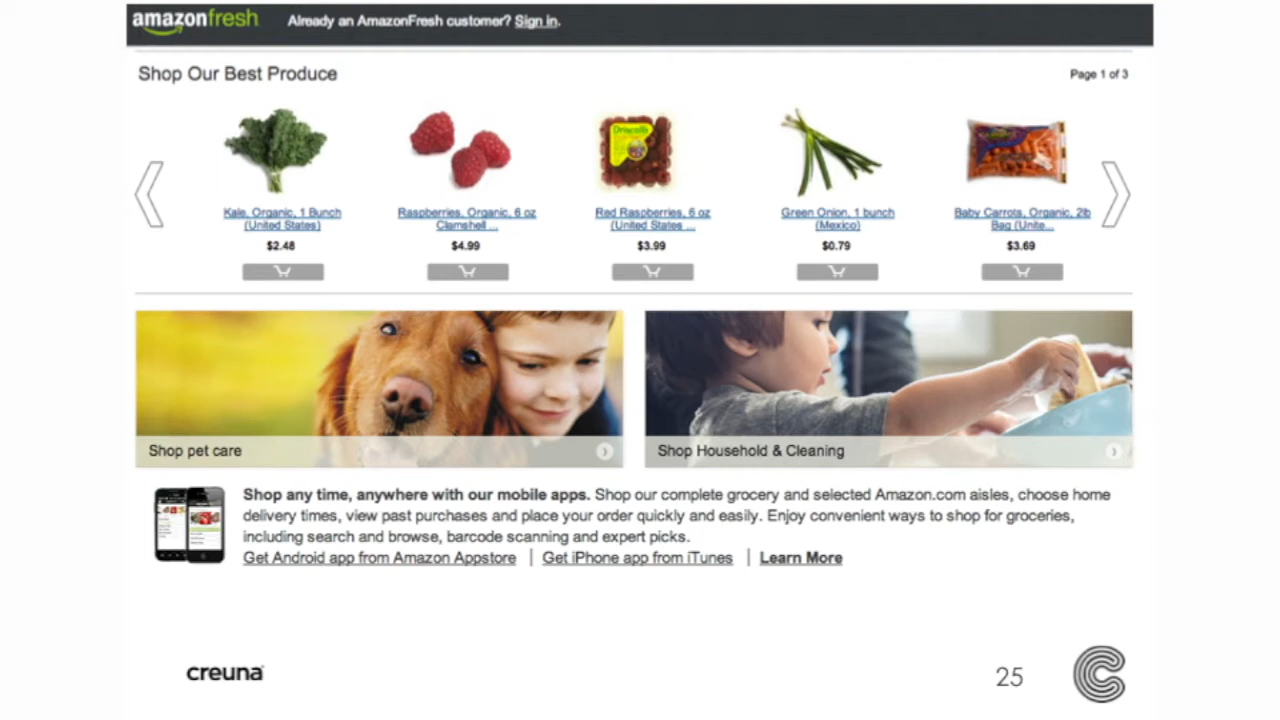 amazonfresh Already an AmazonFresh customer? Sign in.
Shop Our Best Produce
Page 1 of 3
Driscoll's
Kale, Organic, 1 Bunch
(United States)
$2.48
Raspberries, Organic, 6 oz
Clamshell ...
$4.99
Red Raspberries, 6 oz
(United States ...
$3.99
Green Onion, 1 bunch
(Mexico)
$0.79
Baby Carrots, Organic, 2lb
Bag (Unite...
$3.69
Shop pet care
Shop Household & Cleaning
Shop any time, anywhere with our mobile apps. Shop our complete grocery and selected Amazon.com aisles, choose home
delivery times, view past purchases and place your order quickly and easily. Enjoy convenient ways to shop for groceries,
including search and browse, barcode scanning and expert picks.
Get Android app from Amazon Appstore | Get iPhone app from iTunes | Learn More
creuna
25